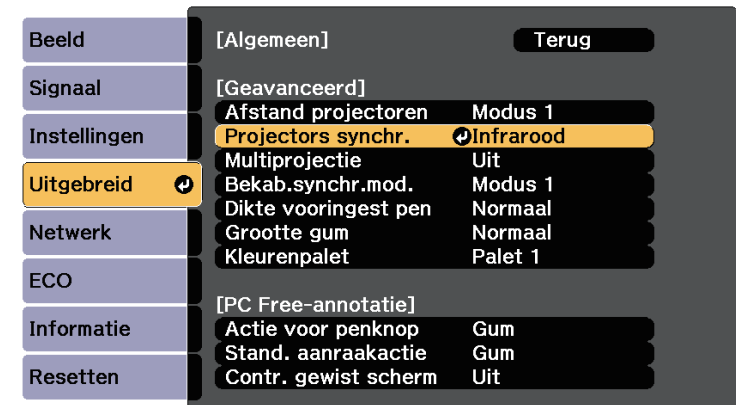 Beeld
Signaal
Instellingen
Uitgebreid
Netwerk
ECO
Informatie
Resetten
[Algemeen] Terug
[Geavanceerd]
Afstand projectoren Modus 1
Projectors synchr. Infrarood
Multiprojectie Uit
Bekab.synchr.mod. Modus 1
Dikte vooringest pen Normaal
Grootte gum Normaal
Kleurenpalet Palet 1
[PC Free-annotatie]
Actie voor penknop Gum
Stand. aanraakactie Gum
Contr. gewist scherm Uit